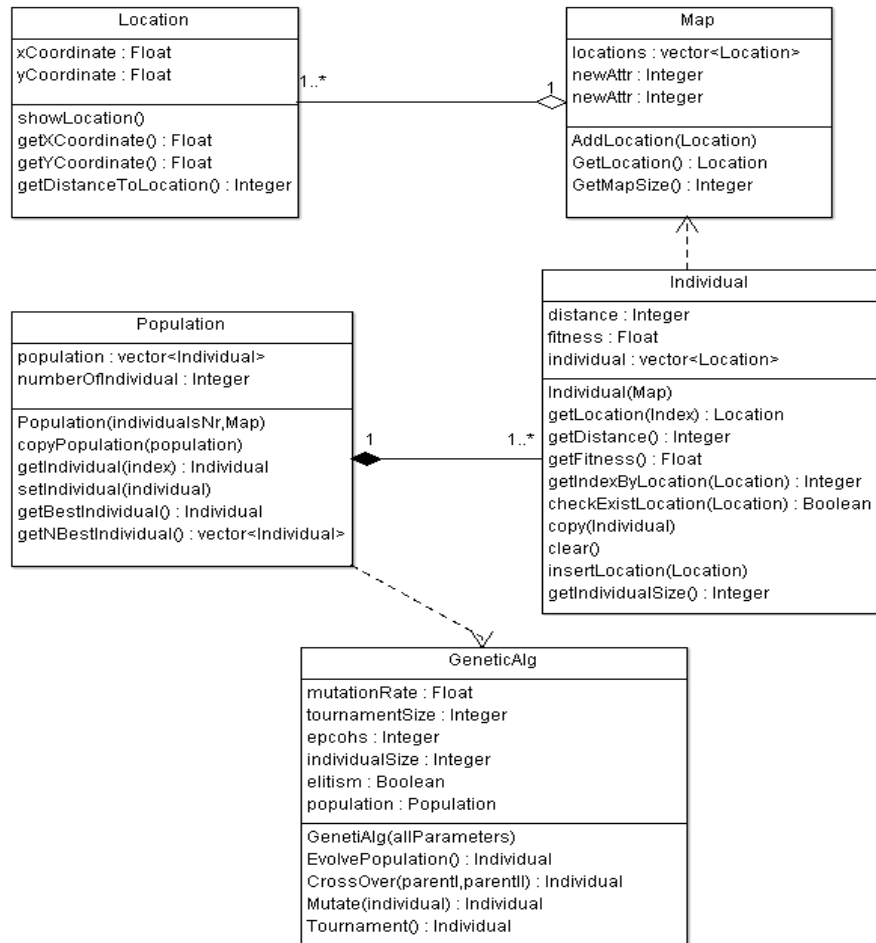 Location
xCoordinate : Float
yCoordinate : Float
showLocation()
getXCoordinate() : Float
getYCoordinate() : Float
getDistanceToLocation() : Integer
1..*
1
Map
locations : vector<Location>
newAttr : Integer
newAttr : Integer
AddLocation(Location)
GetLocation() : Location
GetMapSize() : Integer
Population
population : vector<Individual>
numberOfIndividual : Integer
Population(individualsNr,Map)
copyPopulation(population)
getIndividual(index) : Individual
setIndividual(individual)
getBestIndividual() : Individual
getNBestIndividual() : vector<Individual>
1
1..*
Individual
distance : Integer
fitness : Float
individual : vector<Location>
Individual(Map)
getLocation(Index) : Location
getDistance() : Integer
getFitness() : Float
getIndexByLocation(Location) : Integer
checkExistLocation(Location) : Boolean
copy(Individual)
clear()
insertLocation(Location)
getIndividualSize() : Integer
GeneticAlg
mutationRate : Float
tournamentSize : Integer
epcohs : Integer
individualSize : Integer
elitism : Boolean
population : Population
GenetiAlg(allParameters)
EvolvePopulation() : Individual
CrossOver(parentI,parentII) : Individual
Mutate(individual) : Individual
Tournament() : Individual